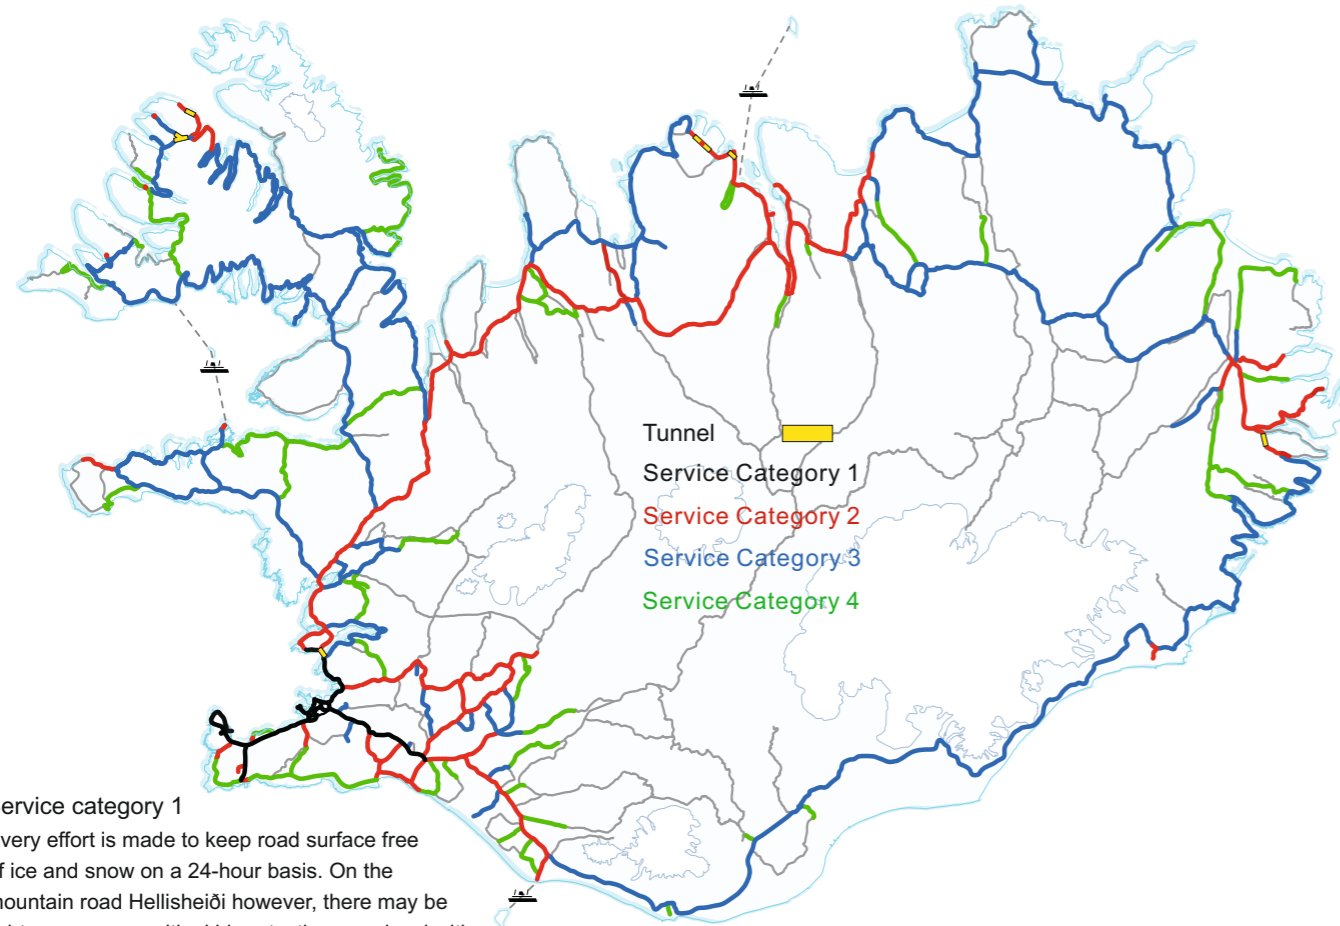 Tunnel
Service Category 1
Service Category 2
Service Category 3
Service Category 4
ervice category 1
very effort is made to keep road surface free
f ice and snow on a 24-hour basis. On the
ountain road Hellisheiði however, there may be